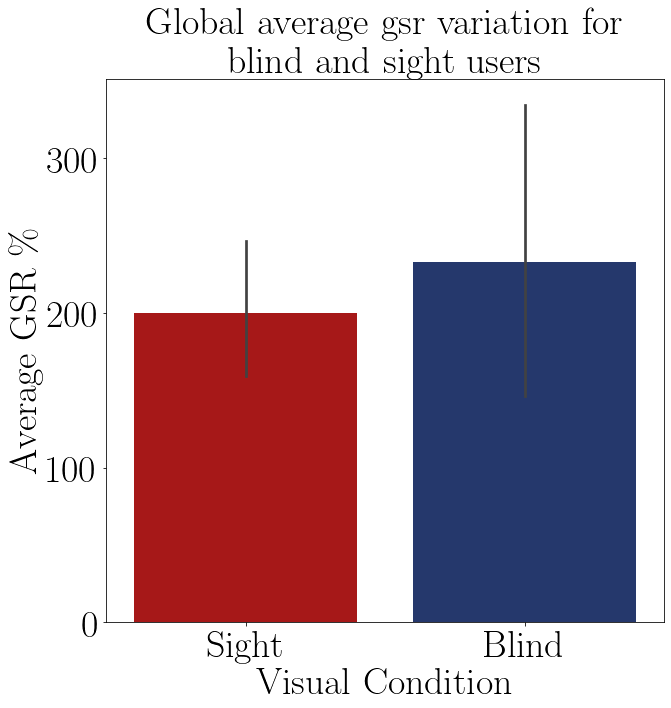 Global average gsr variation for
blind and sight users
300
200
100
0
Average GSR %
Sight
Blind
Visual Condition